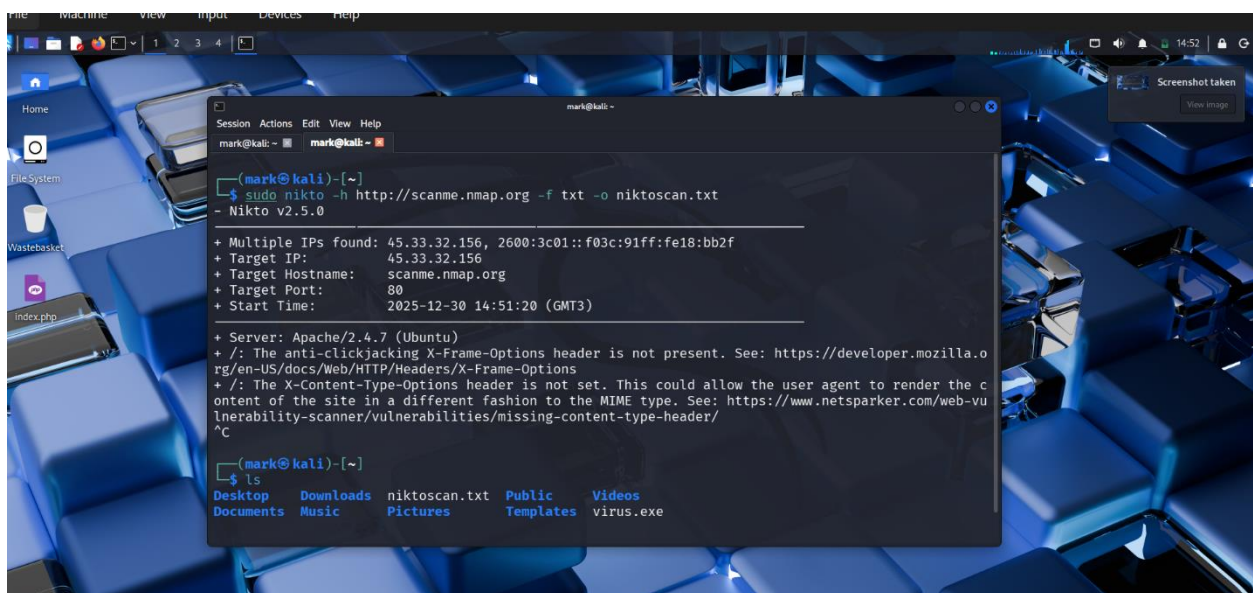 File Machine View Input Devices Help
1 2 3 4
14:52
Screenshot taken
View image
Home
File System
Wastebasket
index.php
mark@kali: ~
Session Actions Edit View Help
mark@kali: ~
mark@kali: ~
(mark㉿kali)-[~]
$ sudo nikto -h http://scanme.nmap.org -f txt -o niktoscan.txt
- Nikto v2.5.0
+ Multiple IPs found: 45.33.32.156, 2600:3c01::f03c:91ff:fe18:bb2f
+ Target IP: 45.33.32.156
+ Target Hostname: scanme.nmap.org
+ Target Port: 80
+ Start Time: 2025-12-30 14:51:20 (GMT3)
+ Server: Apache/2.4.7 (Ubuntu)
+ /: The anti-clickjacking X-Frame-Options header is not present. See: https://developer.mozilla.o
rg/en-US/docs/Web/HTTP/Headers/X-Frame-Options
+ /: The X-Content-Type-Options header is not set. This could allow the user agent to render the c
ontent of the site in a different fashion to the MIME type. See: https://www.netsparker.com/web-vu
lnerability-scanner/vulnerabilities/missing-content-type-header/
^C
(mark㉿kali)-[~]
$ ls
Desktop Downloads niktoscan.txt Public Videos
Documents Music Pictures Templates virus.exe